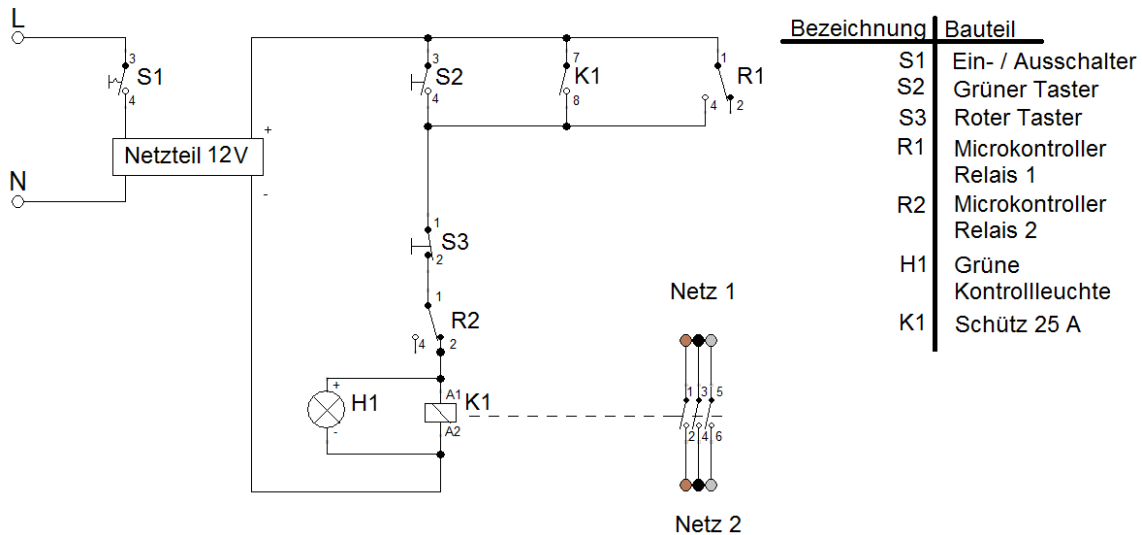 L
N
3
S1
4
Netzteil 12V
+
-
3
S2
4
7
K1
8
1
R1
4
2
1
S3
2
1
R2
4
2
+
H1
-
A1
K1
A2
Netz 1
1
3
5
2
4
6
Netz 2
Bezeichnung Bauteil
S1 Ein- / Ausschalter
S2 Grüner Taster
S3 Roter Taster
R1 Microkontroller
Relais 1
R2 Microkontroller
Relais 2
H1 Grüne
Kontrollleuchte
K1 Schütz 25 A